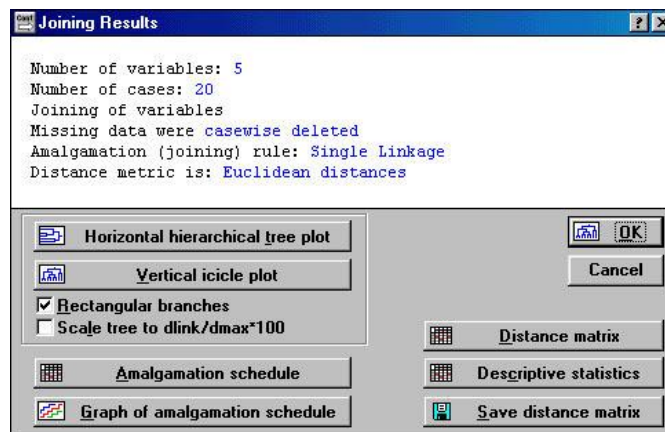 Cont
Joining Results
Number of variables: 5
Number of cases: 20
Joining of variables
Missing data were casewise deleted
Amalgamation (joining) rule: Single Linkage
Distance metric is: Euclidean distances
Horizontal hierarchical tree plot
OK
Vertical icicle plot
Cancel
Rectangular branches
Scale tree to dlink/dmax*100
Distance matrix
Amalgamation schedule
Descriptive statistics
Graph of amalgamation schedule
Save distance matrix